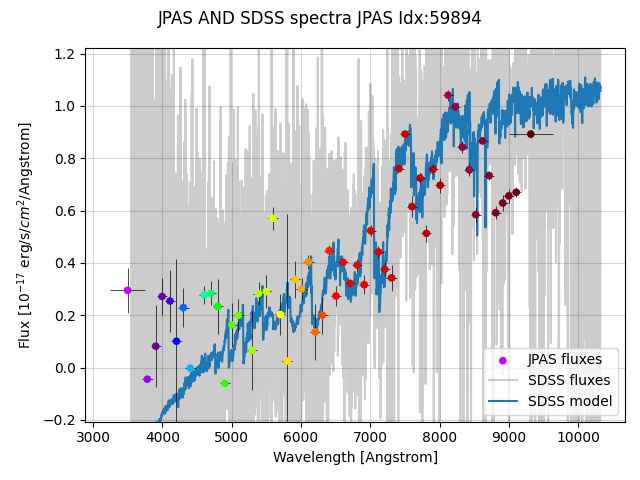 JPAS AND SDSS spectra JPAS Idx:59894
Flux [10⁻¹⁷ erg/s/cm²/Angstrom]
1.2
1.0
0.8
0.6
0.4
0.2
0.0
−0.2
JPAS fluxes
SDSS fluxes
SDSS model
3000 4000 5000 6000 7000 8000 9000 10000
Wavelength [Angstrom]